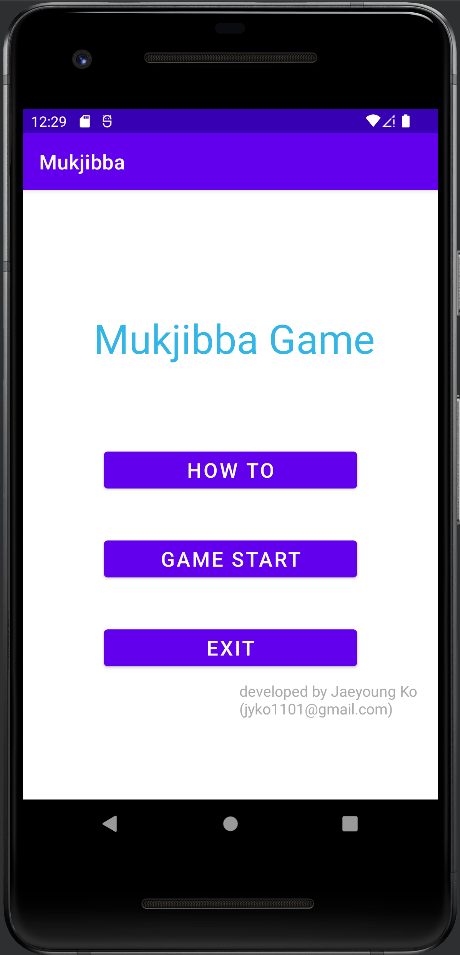 12:29
Mukjibba
Mukjibba Game
HOW TO
GAME START
EXIT
developed by Jaeyoung Ko
(jyko1101@gmail.com)